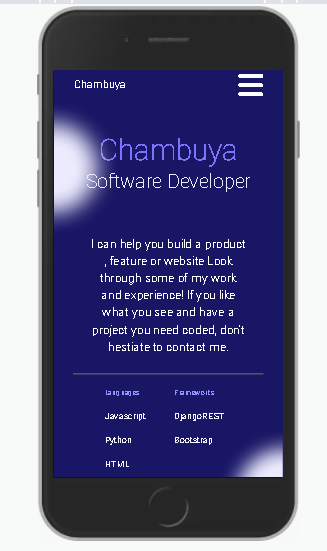 Chambuya
Chambuya
Software Developer
I can help you build a product
, feature or website Look
through some of my work
and experience! If you like
what you see and have a
project you need coded, don't
hestiate to contact me.
Languages
Frameworks
Javascript
DjangoREST
Python
Bootstrap
HTML